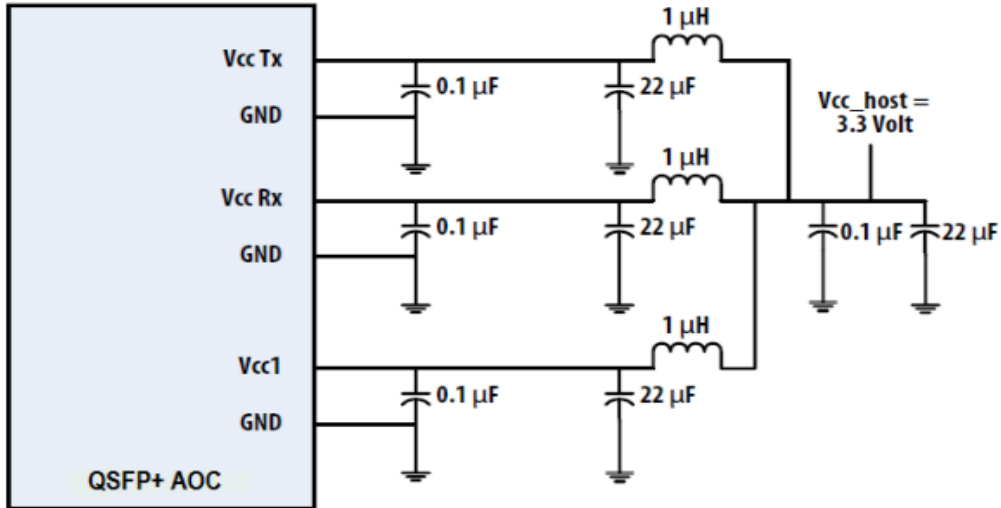 1 µH
Vcc Tx
0.1 µF
22 µF
GND
Vcc_host =
3.3 Volt
1 µH
Vcc Rx
0.1 µF
22 µF
0.1 µF
22 µF
GND
1 µH
Vcc1
0.1 µF
22 µF
GND
QSFP+ AOC